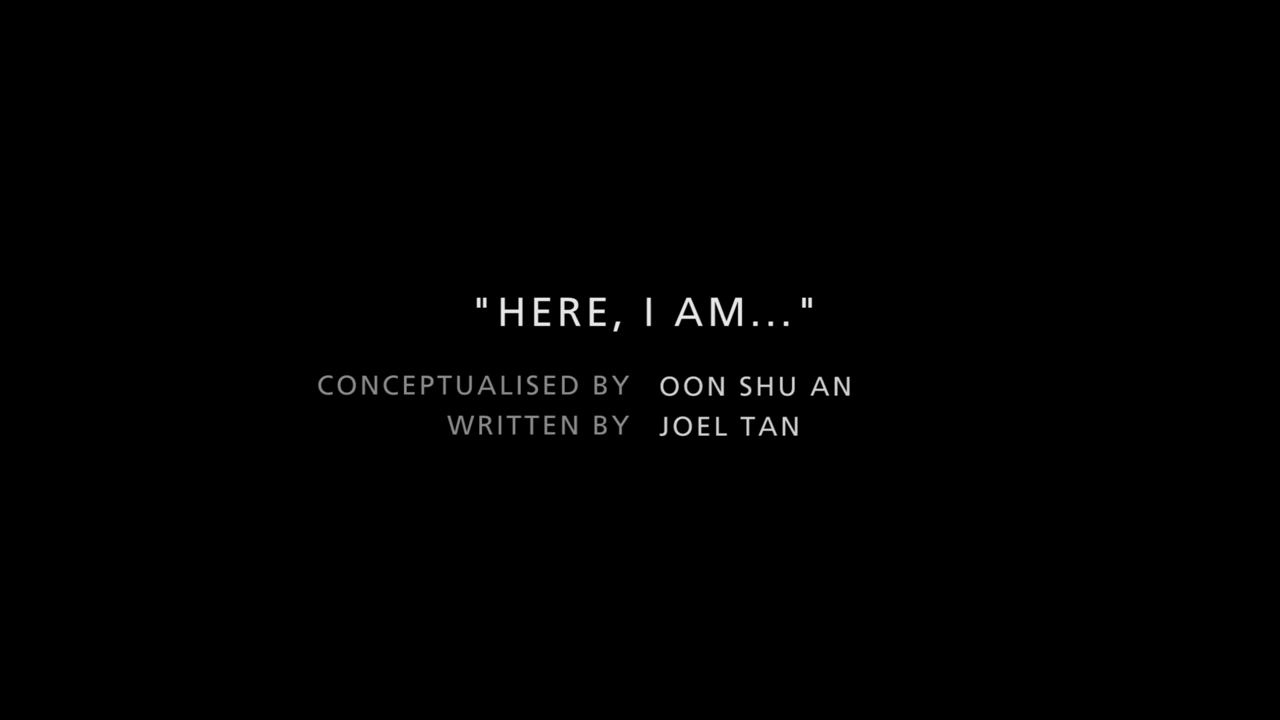 "HERE, I AM..."
CONCEPTUALISED BY OON SHU AN
WRITTEN BY JOEL TAN